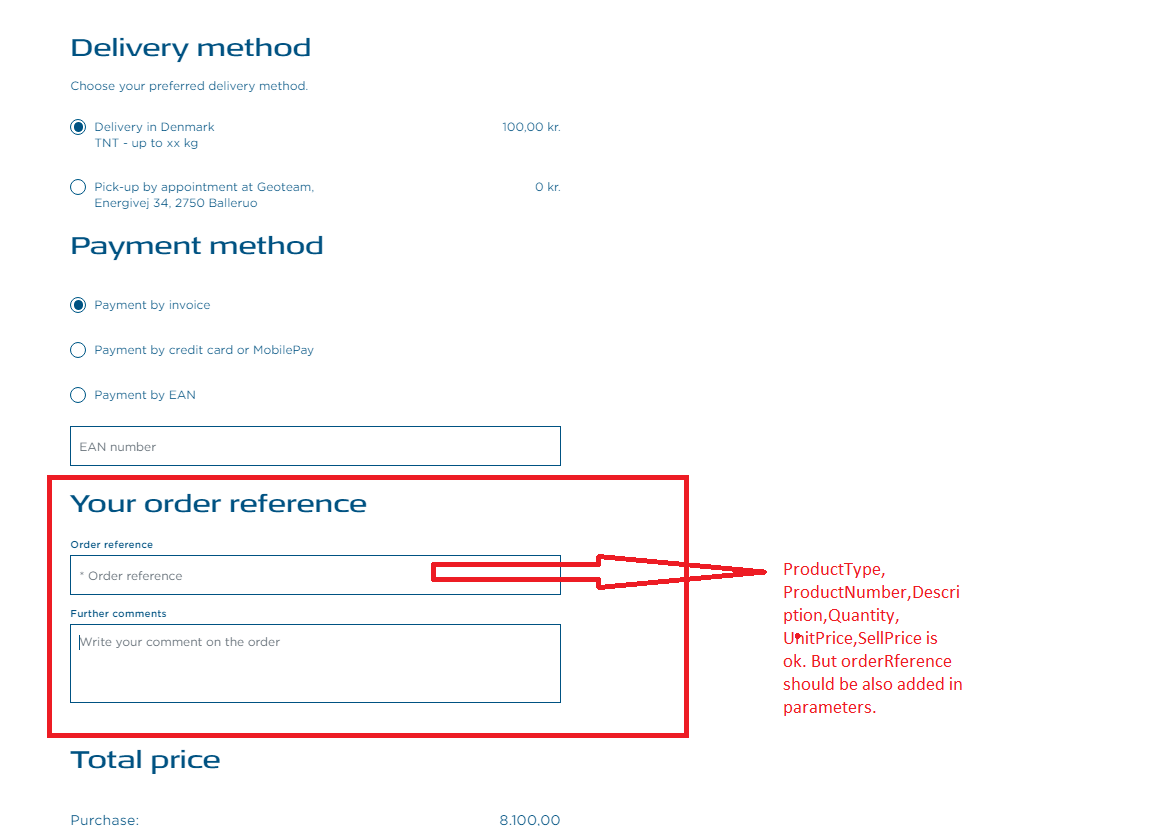 Delivery method
Choose your preferred delivery method.
Delivery in Denmark 100,00 kr.
TNT - up to xx kg
Pick-up by appointment at Geoteam, 0 kr.
Energivej 34, 2750 Balleruo
Payment method
Payment by invoice
Payment by credit card or MobilePay
Payment by EAN
EAN number
Your order reference
Order reference
* Order reference
Further comments
Write your comment on the order
ProductType,
ProductNumber,Descri
ption,Quantity,
UnitPrice,SellPrice is
ok. But orderRference
should be also added in
parameters.
Total price
Purchase: 8.100,00